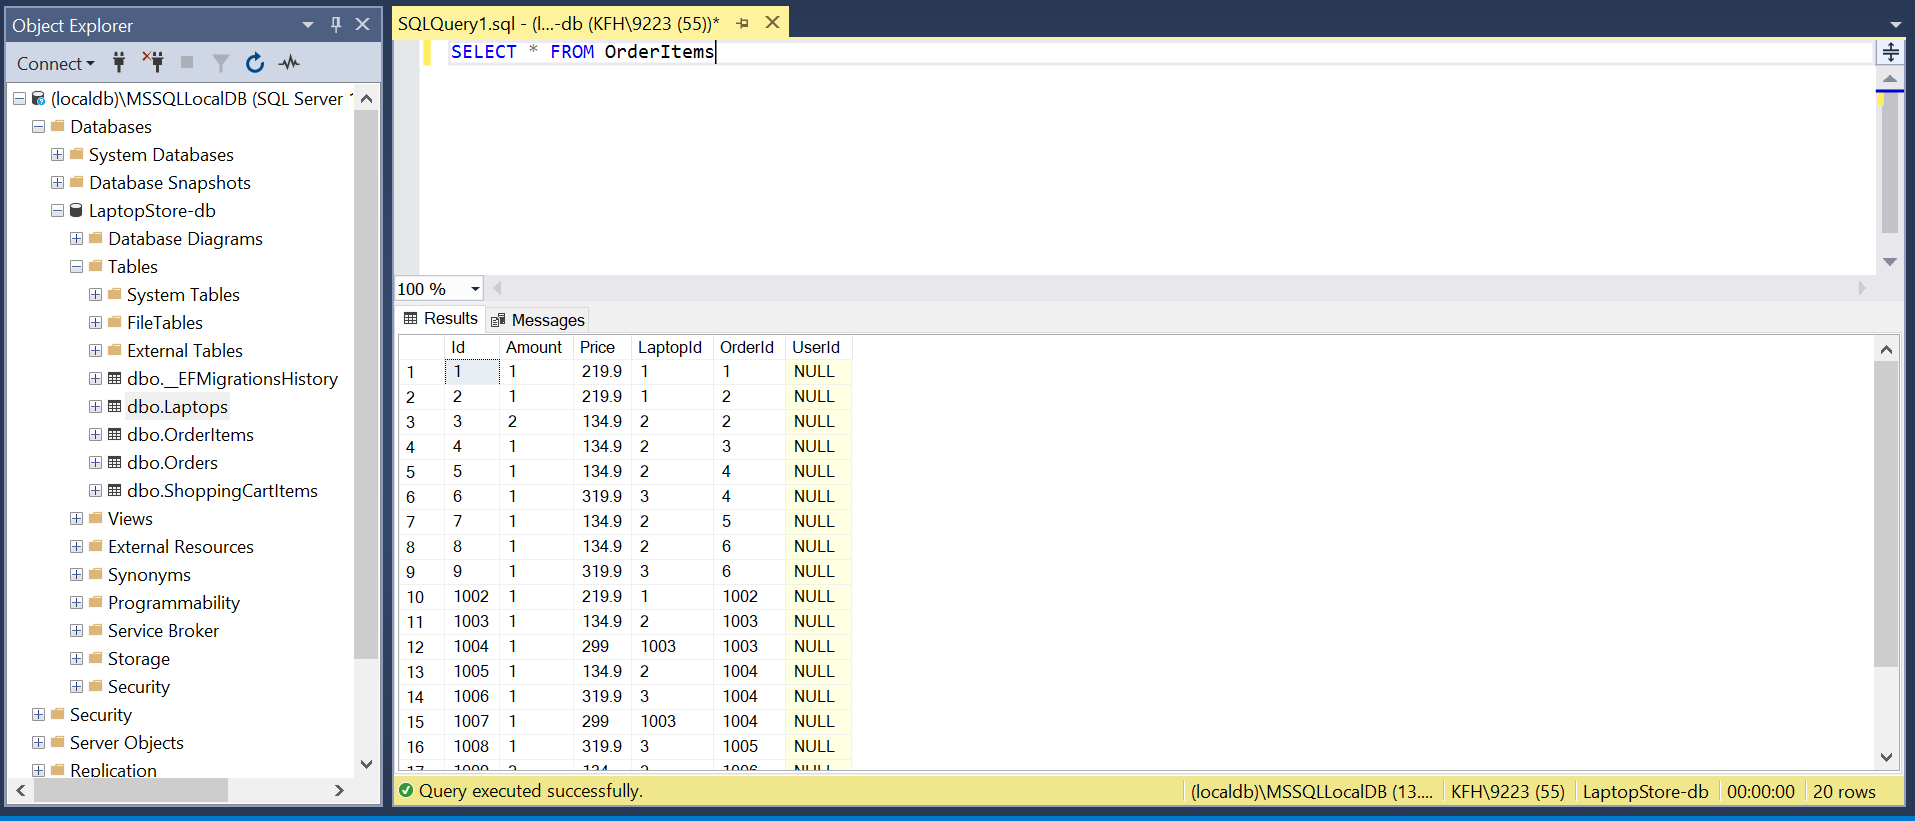 Object Explorer
Connect
(localdb)\MSSQLLocalDB (SQL Server 1
Databases
System Databases
Database Snapshots
LaptopStore-db
Database Diagrams
Tables
System Tables
FileTables
External Tables
dbo.__EFMigrationsHistory
dbo.Laptops
dbo.OrderItems
dbo.Orders
dbo.ShoppingCartItems
Views
External Resources
Synonyms
Programmability
Service Broker
Storage
Security
Security
Server Objects
Replication
SQLQuery1.sql - (l...-db (KFH\9223 (55))*
SELECT * FROM OrderItems
100 %
Results Messages
Id Amount Price LaptopId OrderId UserId
1 1 1 219.9 1 1 NULL
2 2 1 219.9 1 2 NULL
3 3 2 134.9 2 2 NULL
4 4 1 134.9 2 3 NULL
5 5 1 134.9 2 4 NULL
6 6 1 319.9 3 4 NULL
7 7 1 134.9 2 5 NULL
8 8 1 134.9 2 6 NULL
9 9 1 319.9 3 6 NULL
10 1002 1 219.9 1 1002 NULL
11 1003 1 134.9 2 1003 NULL
12 1004 1 299 1003 1003 NULL
13 1005 1 134.9 2 1004 NULL
14 1006 1 319.9 3 1004 NULL
15 1007 1 299 1003 1004 NULL
16 1008 1 319.9 3 1005 NULL
Query executed successfully.
(localdb)\MSSQLLocalDB (13.... KFH\9223 (55) LaptopStore-db 00:00:00 20 rows